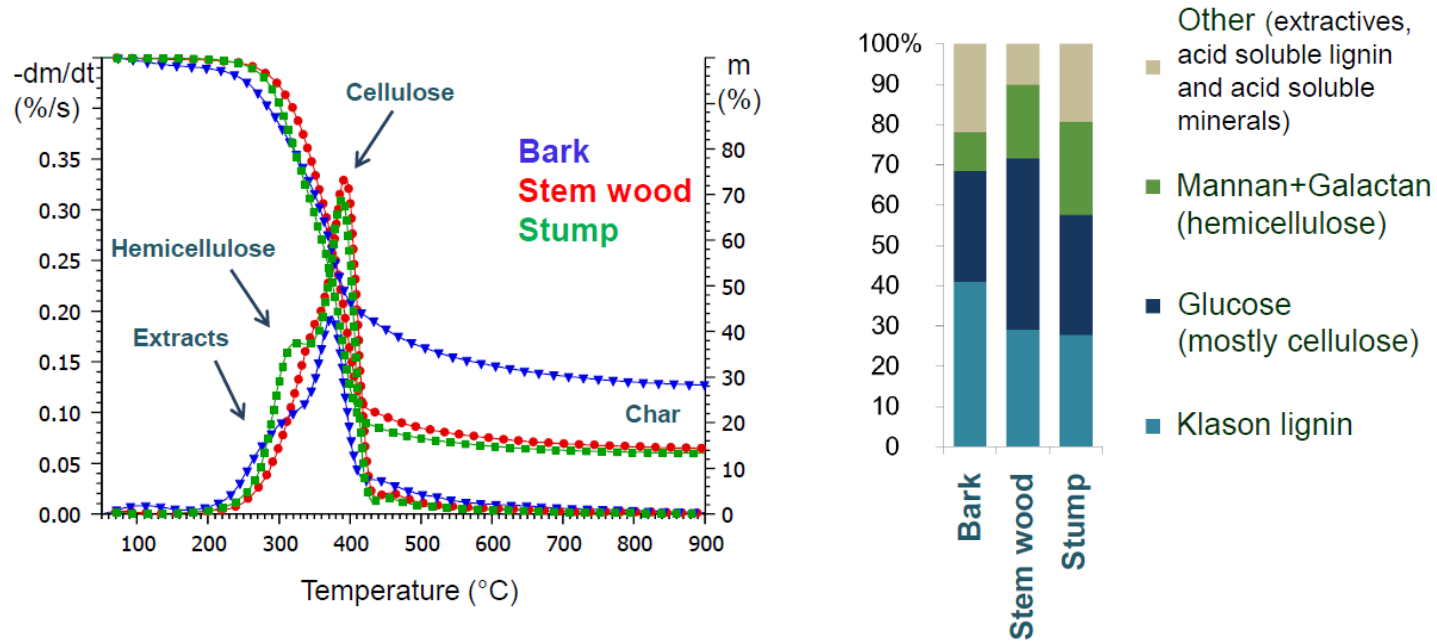 -dm/dt
(%/s)
0.35
0.30
0.25
0.20
0.15
0.10
0.05
0.00
m
(%)
80
70
60
50
40
30
20
10
0
Cellulose
Bark
Stem wood
Stump
Hemicellulose
Extracts
Char
100
200
300
400
500
600
700
800
900
Temperature (°C)
100%
90
80
70
60
50
40
30
20
10
0
Bark
Stem wood
Stump
Other (extractives,
acid soluble lignin
and acid soluble
minerals)
Mannan+Galactan
(hemicellulose)
Glucose
(mostly cellulose)
Klason lignin